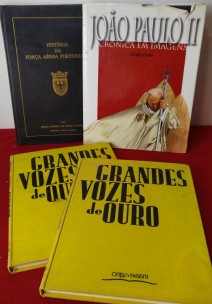 HISTÓRIA
DA
FORÇA AÉREA PORTUGUESA
JOÃO PAULO II
CRÓNICA EM IMAGENS
GRANDES
VOZES
de OURO
GRANDES
VOZES
de OURO